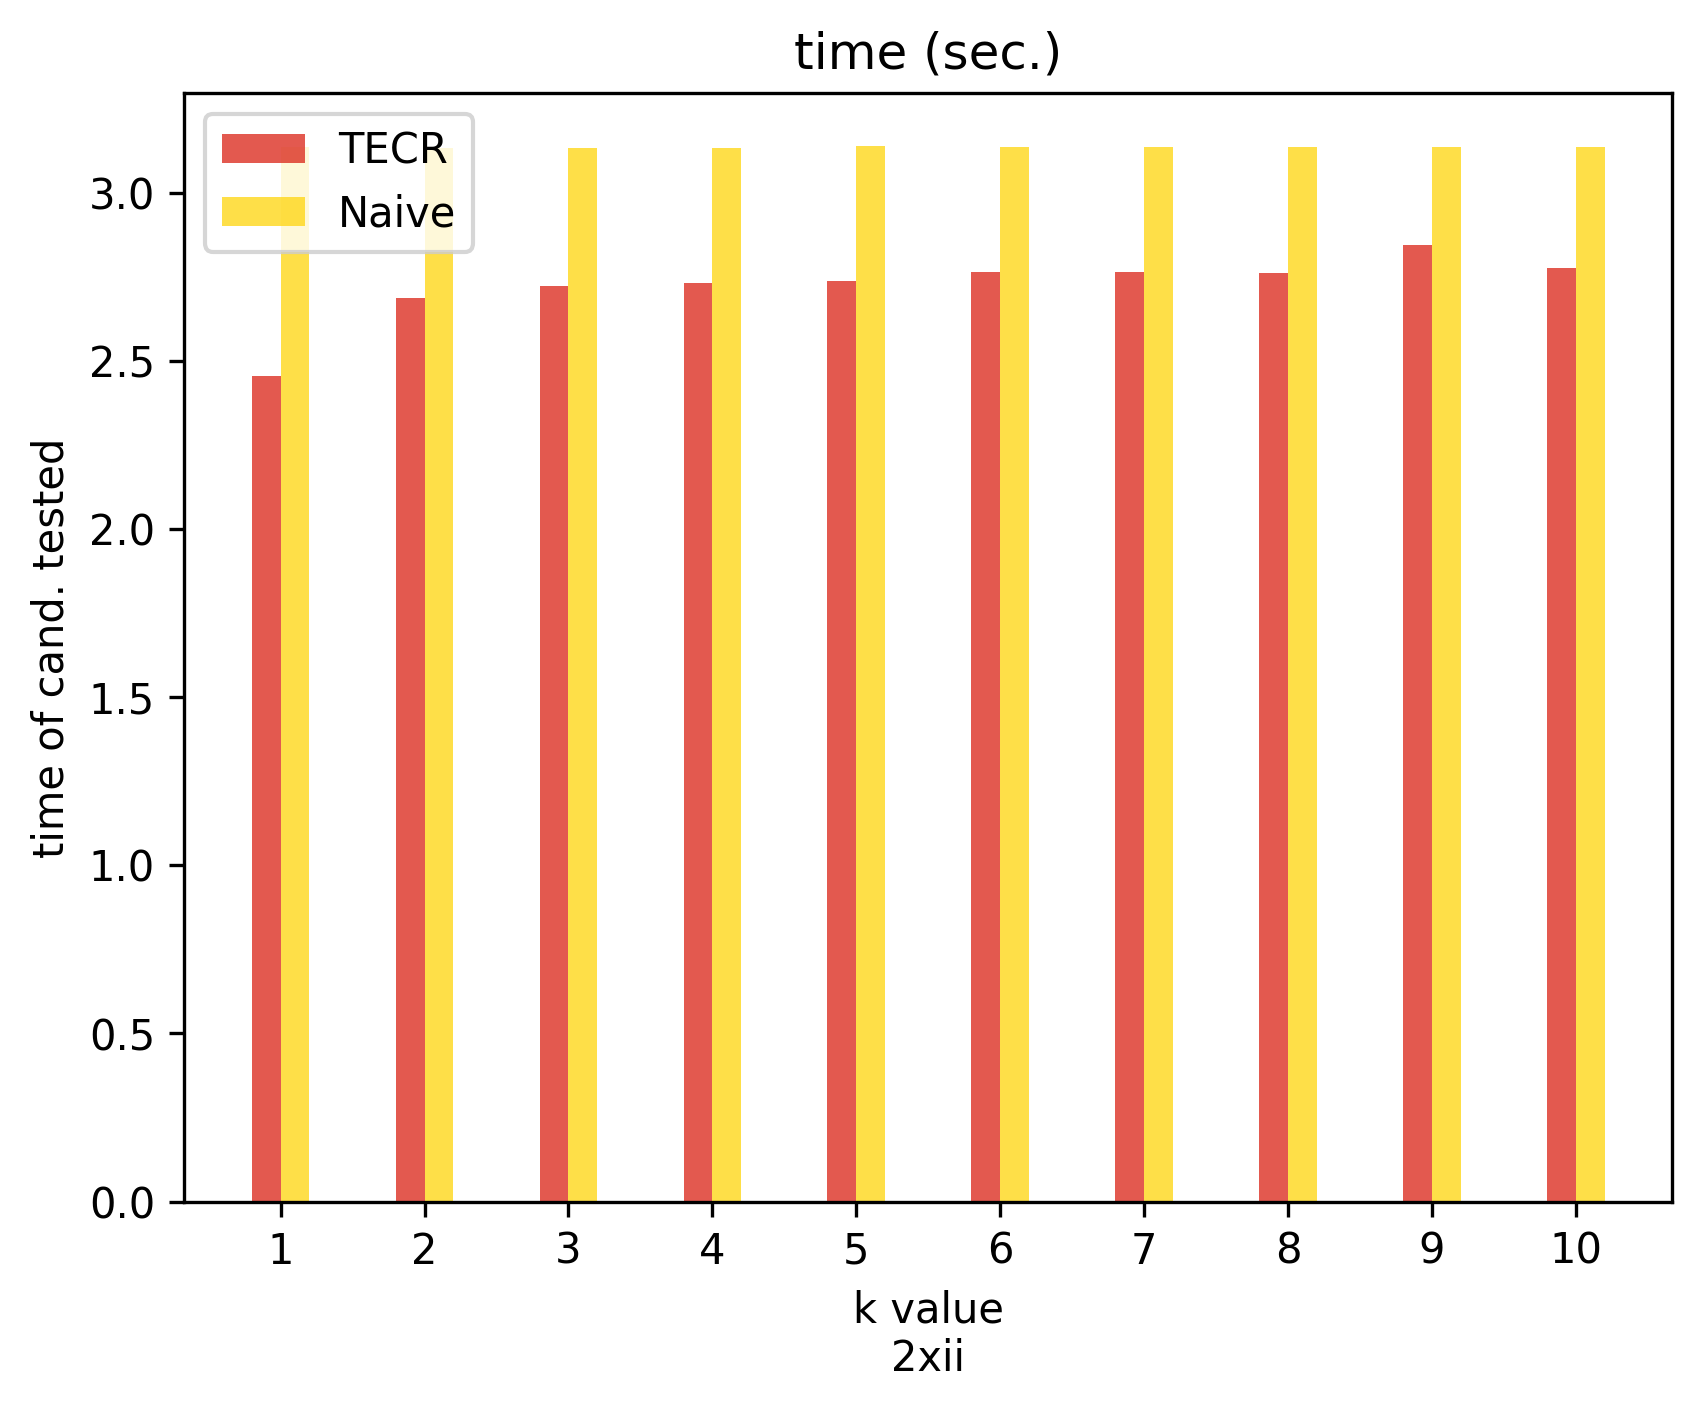 time (sec.)
TECR
Naive
3.0
2.5
2.0
1.5
1.0
0.5
0.0
time of cand. tested
1 2 3 4 5 6 7 8 9 10
k value
2xii